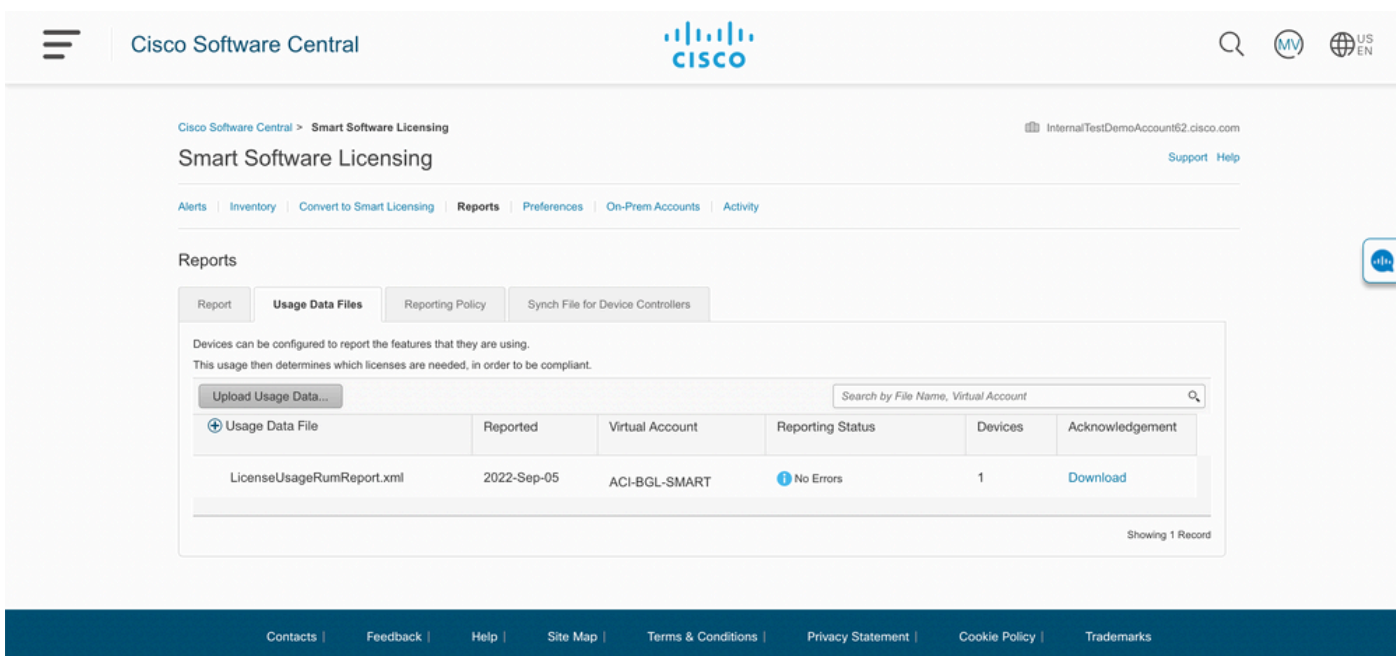 Cisco Software Central
CISCO
MV
US
EN
Cisco Software Central > Smart Software Licensing
InternalTestDemoAccount62.cisco.com
Smart Software Licensing
Support Help
Alerts | Inventory | Convert to Smart Licensing | Reports | Preferences | On-Prem Accounts | Activity
Reports
Report Usage Data Files Reporting Policy Synch File for Device Controllers
Devices can be configured to report the features that they are using.
This usage then determines which licenses are needed, in order to be compliant.
Upload Usage Data... Search by File Name, Virtual Account
Usage Data File Reported Virtual Account Reporting Status Devices Acknowledgement
LicenseUsageRumReport.xml 2022-Sep-05 ACI-BGL-SMART No Errors 1 Download
Showing 1 Record
Contacts | Feedback | Help | Site Map | Terms & Conditions | Privacy Statement | Cookie Policy | Trademarks